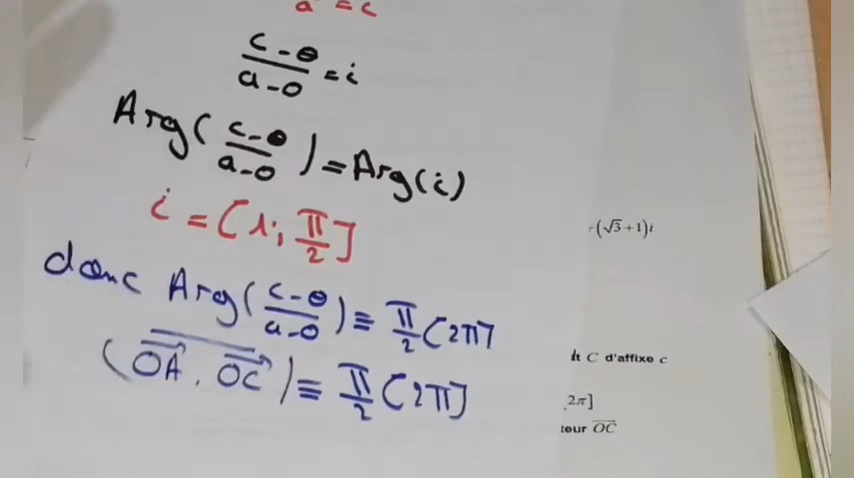 a = c
c - 0 / a - 0 = i
Arg( c - 0 / a - 0 ) = Arg(i)
i = [1; π/2]
donc Arg( c - 0 / a - 0 ) ≡ π/2 [2π]
(OA, OC) ≡ π/2 [2π]
(√3+1)i
C d'affixe c
2π]
teur OC